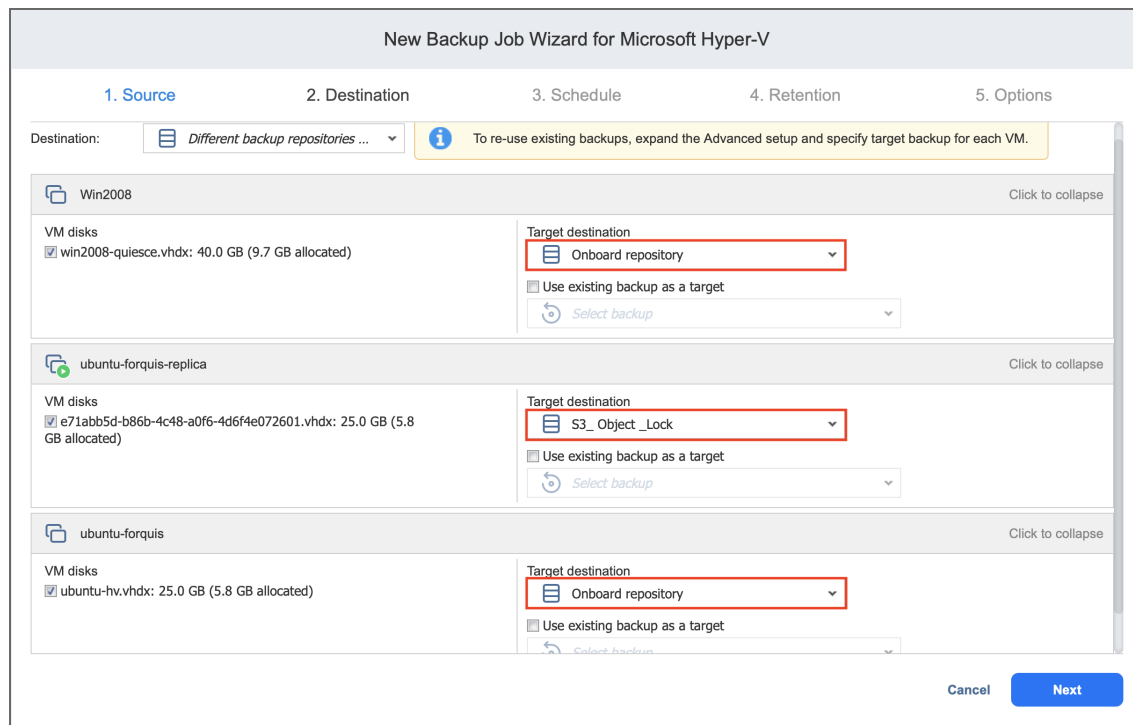 New Backup Job Wizard for Microsoft Hyper-V
1. Source 2. Destination 3. Schedule 4. Retention 5. Options
Destination: Different backup repositories ... To re-use existing backups, expand the Advanced setup and specify target backup for each VM.
Win2008 Click to collapse
VM disks
win2008-quiesce.vhdx: 40.0 GB (9.7 GB allocated)
Target destination
Onboard repository
Use existing backup as a target
Select backup
ubuntu-forquis-replica Click to collapse
VM disks
e71abb5d-b86b-4c48-a0f6-4d6f4e072601.vhdx: 25.0 GB (5.8
GB allocated)
Target destination
S3_ Object _Lock
Use existing backup as a target
Select backup
ubuntu-forquis Click to collapse
VM disks
ubuntu-hv.vhdx: 25.0 GB (5.8 GB allocated)
Target destination
Onboard repository
Use existing backup as a target
Select backup
Cancel Next